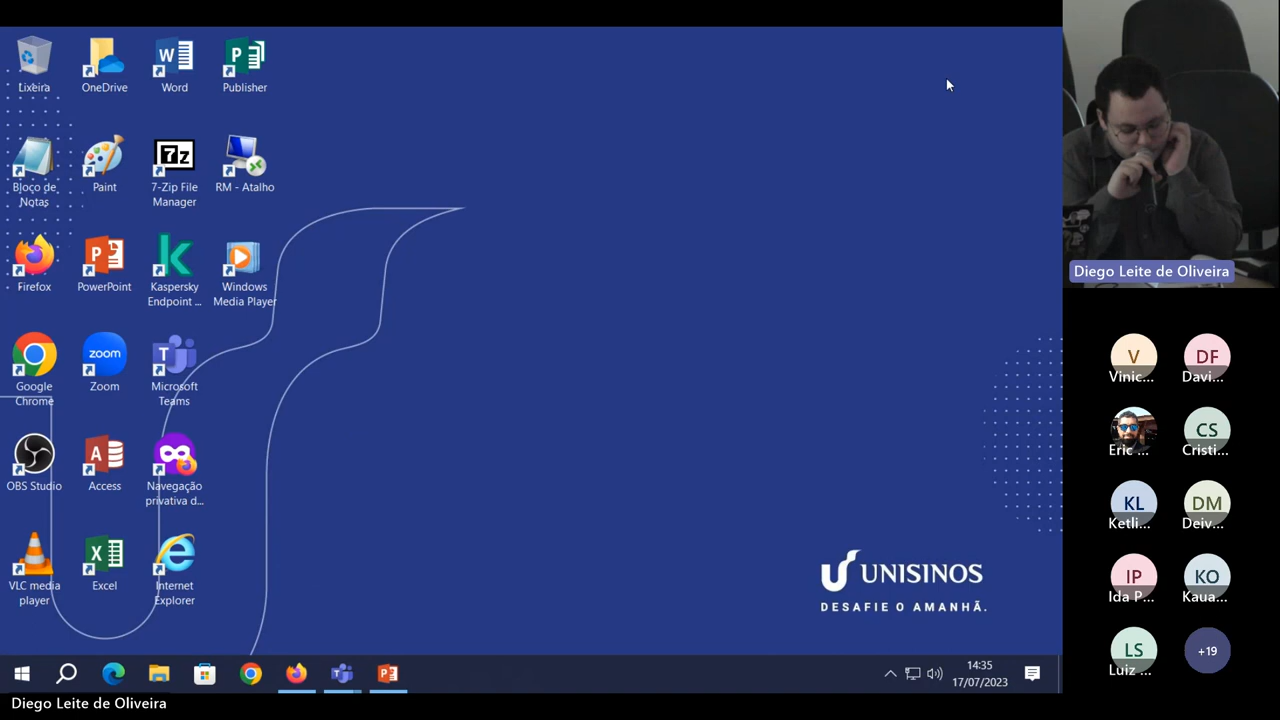 Lixeira
OneDrive
Word
Publisher
Bloco de
Notas
Paint
7-Zip File
Manager
RM - Atalho
Firefox
PowerPoint
Kaspersky
Endpoint ...
Windows
Media Player
Google
Chrome
zoom
Zoom
Microsoft
Teams
OBS Studio
Access
Navegação
privativa d...
VLC media
player
Excel
Internet
Explorer
UNISINOS
DESAFIE O AMANHÃ.
14:35
17/07/2023
Diego Leite de Oliveira
Diego Leite de Oliveira
V
Vinic...
DF
Davi...
Eric ...
CS
Cristi...
KL
Ketli...
DM
Deiv...
IP
Ida P...
KO
Kaua...
LS
Luiz ...
+19